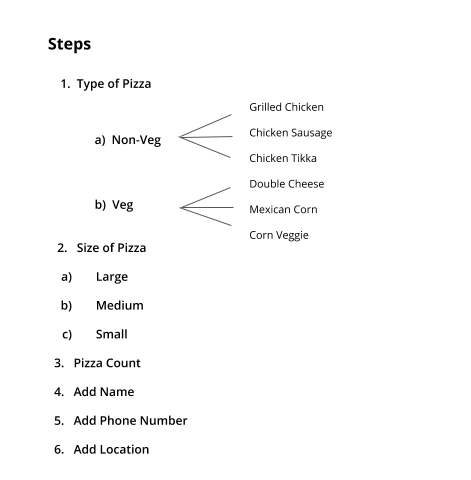 Steps
1. Type of Pizza
a) Non-Veg
Grilled Chicken
Chicken Sausage
Chicken Tikka
b) Veg
Double Cheese
Mexican Corn
Corn Veggie
2. Size of Pizza
a) Large
b) Medium
c) Small
3. Pizza Count
4. Add Name
5. Add Phone Number
6. Add Location